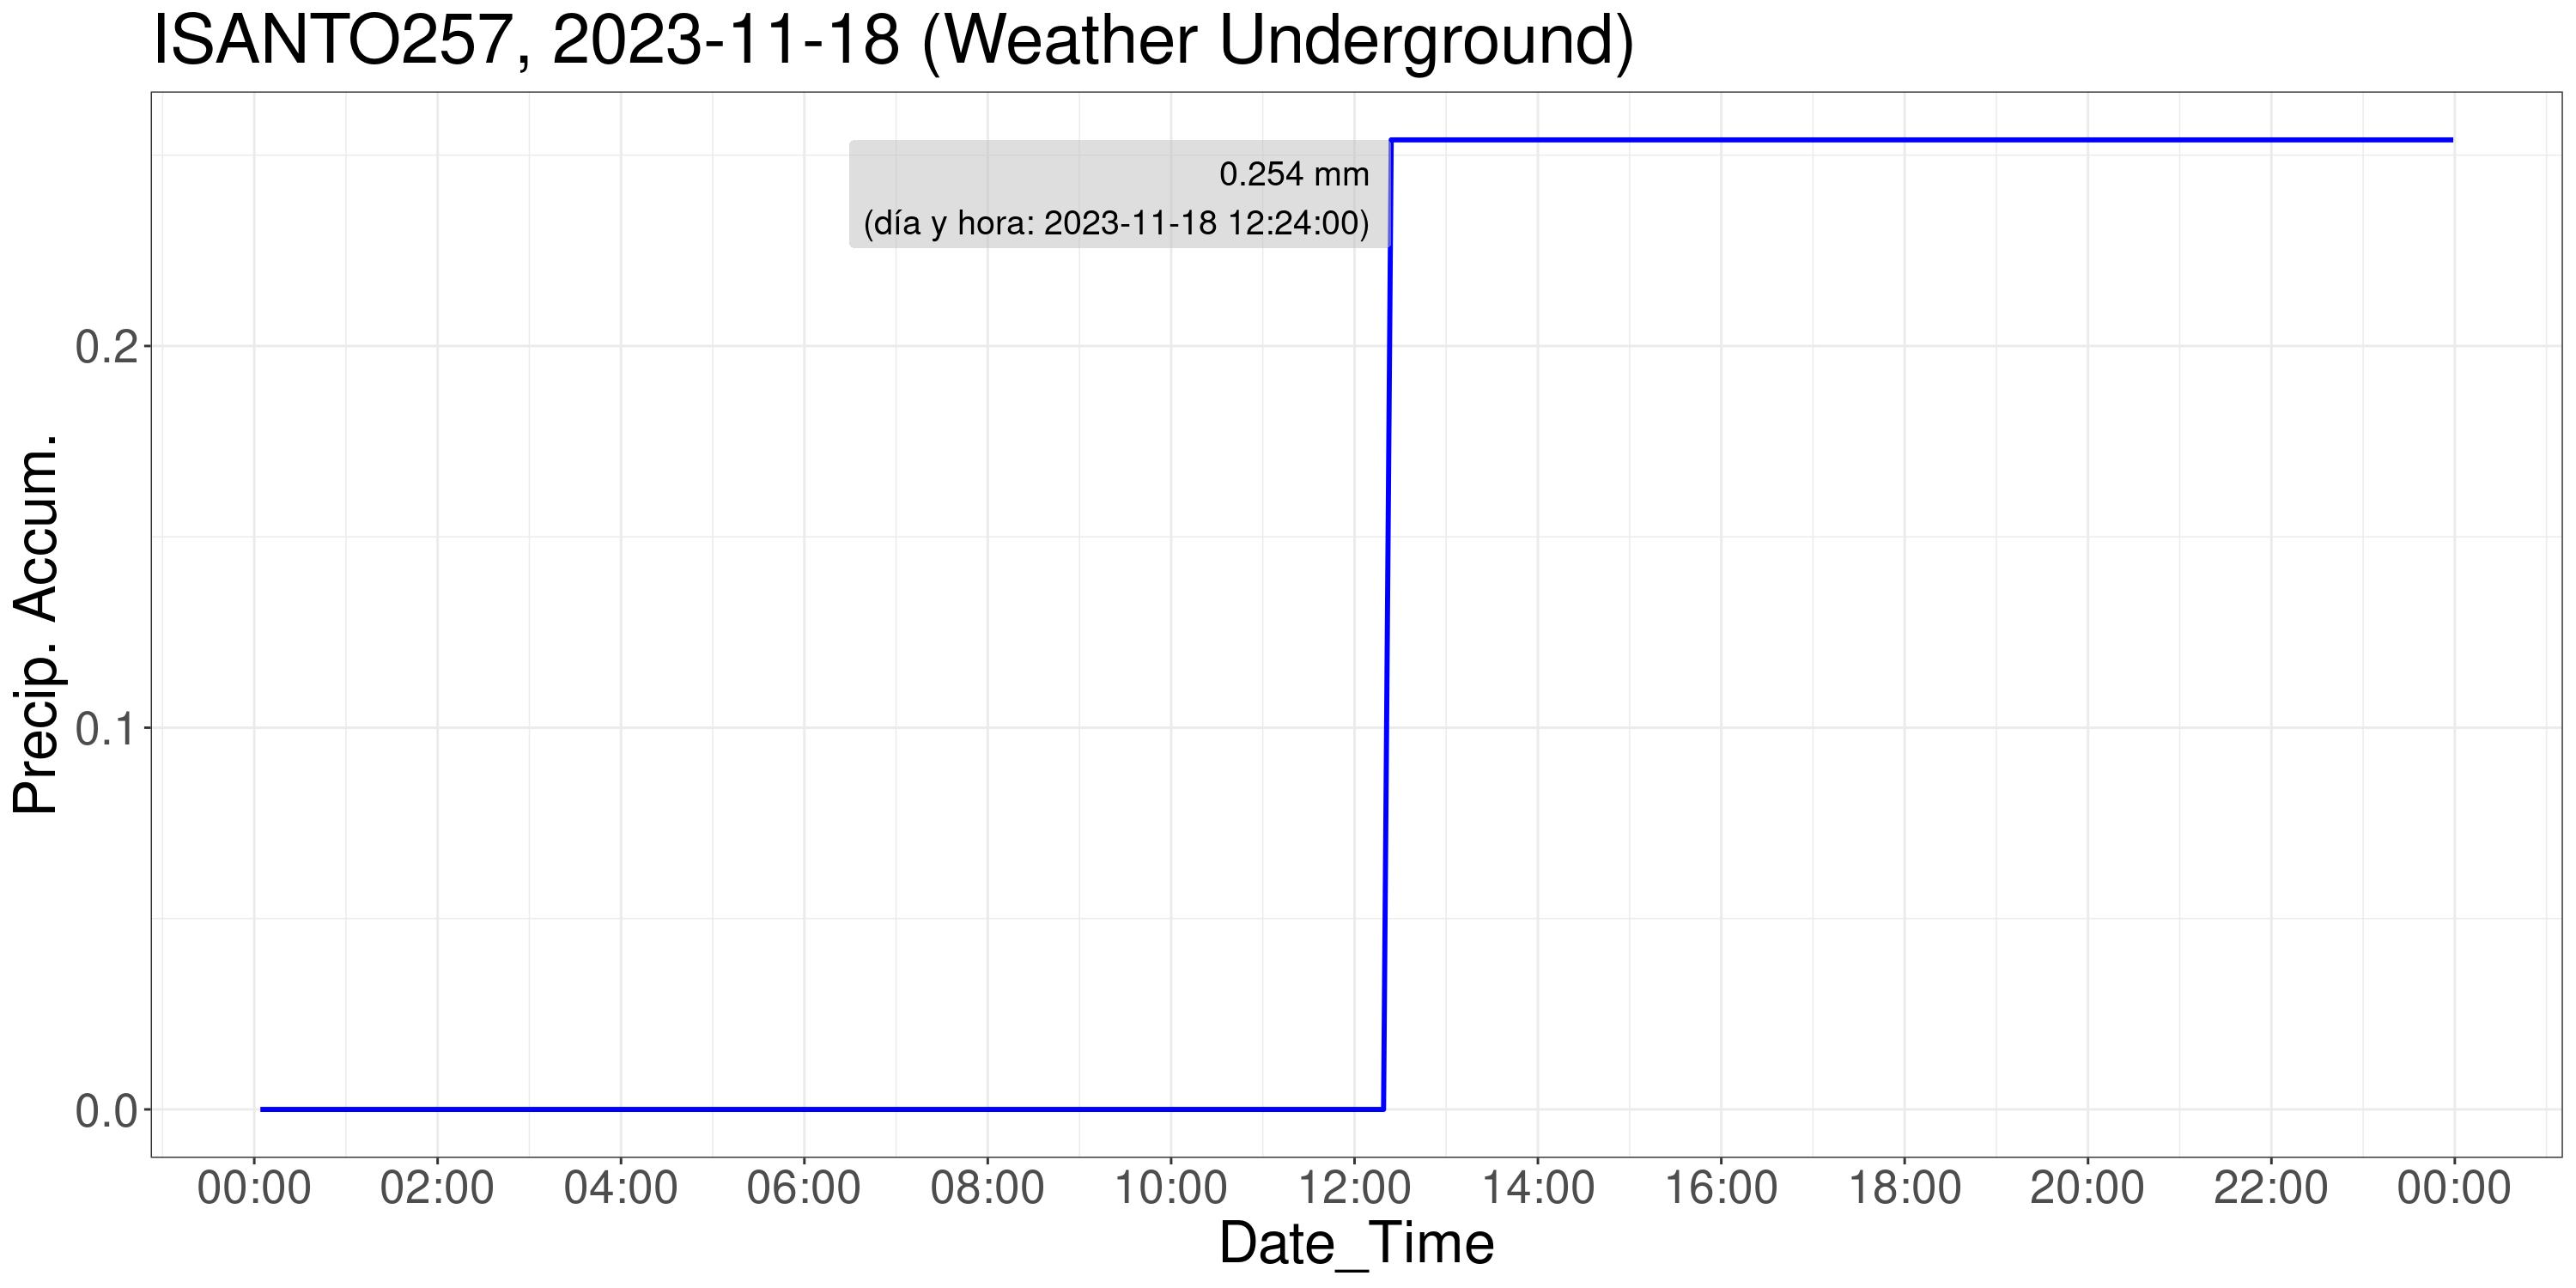 ISANTO257, 2023-11-18 (Weather Underground)
0.254 mm
(día y hora: 2023-11-18 12:24:00)
Precip. Accum.
0.2
0.1
0.0
00:00 02:00 04:00 06:00 08:00 10:00 12:00 14:00 16:00 18:00 20:00 22:00 00:00
Date_Time